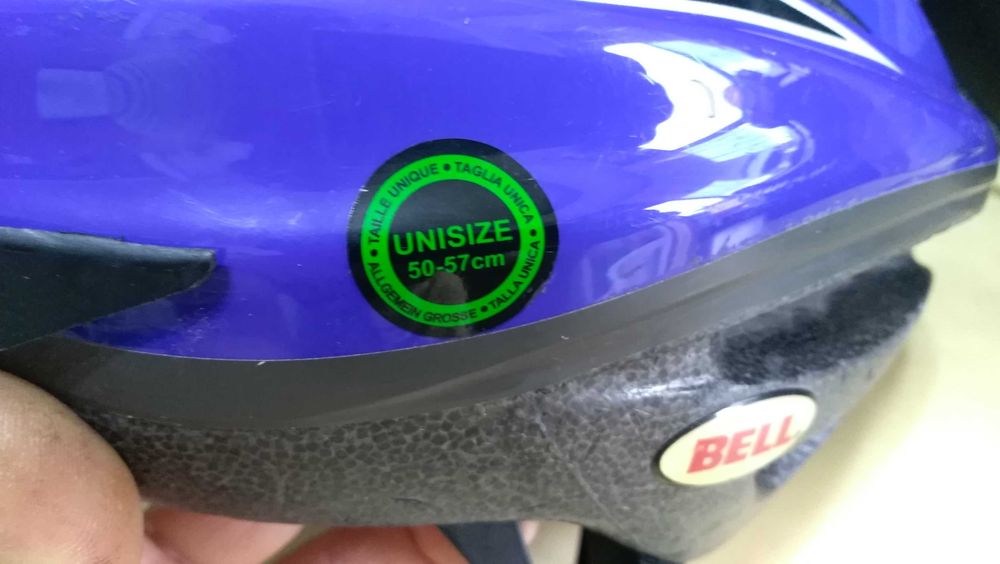 TAILLE UNIQUE • TAGLIA UNICA •
UNISIZE
50-57cm
ALLGEMEIN GROSSE • TALLA UNICA •
BELL